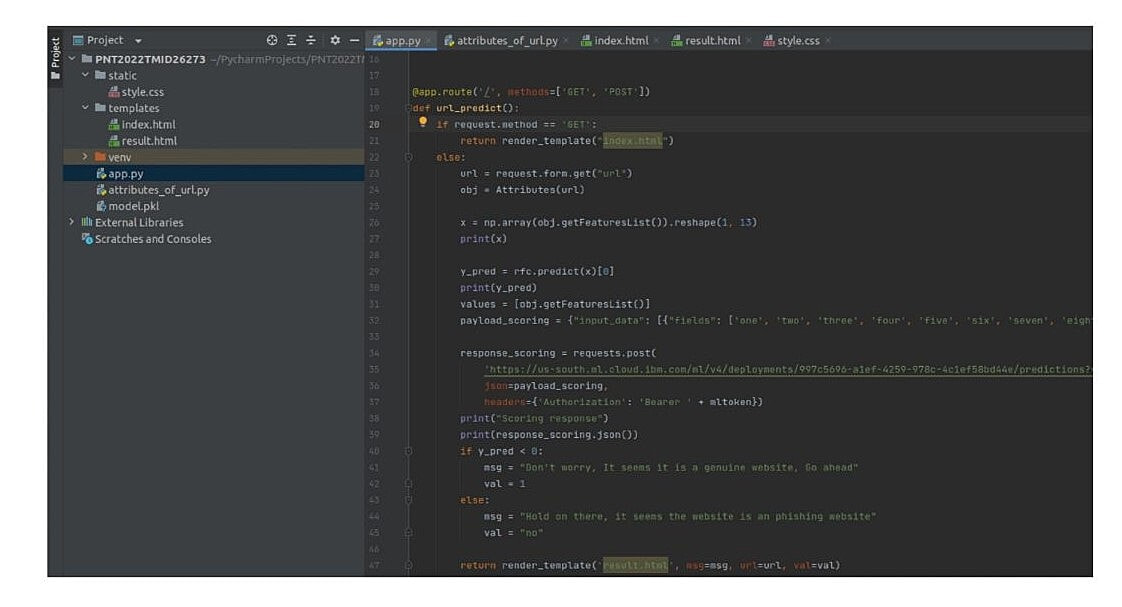 Project
Project
PNT2022TMID26273 ~/PycharmProjects/PNT2022TM
static
style.css
templates
index.html
result.html
venv
app.py
attributes_of_url.py
model.pkl
External Libraries
Scratches and Consoles
app.py attributes_of_url.py index.html result.html style.css
16
17
18 @app.route('/', methods=['GET', 'POST'])
19 def url_predict():
20 if request.method == 'GET':
21 return render_template("index.html")
22 else:
23 url = request.form.get("url")
24 obj = Attributes(url)
25
26 x = np.array(obj.getFeaturesList()).reshape(1, 13)
27 print(x)
28
29 y_pred = rfc.predict(x)[0]
30 print(y_pred)
31 values = [obj.getFeaturesList()]
32 payload_scoring = {"input_data": [{"fields": ['one', 'two', 'three', 'four', 'five', 'six', 'seven', 'eigh
33
34 response_scoring = requests.post(
35 'https://us-south.ml.cloud.ibm.com/ml/v4/deployments/997c5696-a1ef-4259-978c-4c1ef58bd44e/predictions?
36 json=payload_scoring,
37 headers={'Authorization': 'Bearer ' + mltoken})
38 print("Scoring response")
39 print(response_scoring.json())
40 if y_pred < 0:
41 msg = "Don't worry, It seems it is a genuine website, Go ahead"
42 val = 1
43 else:
44 msg = "Hold on there, it seems the website is an phishing website"
45 val = "no"
46
47 return render_template('result.html', msg=msg, url=url, val=val)